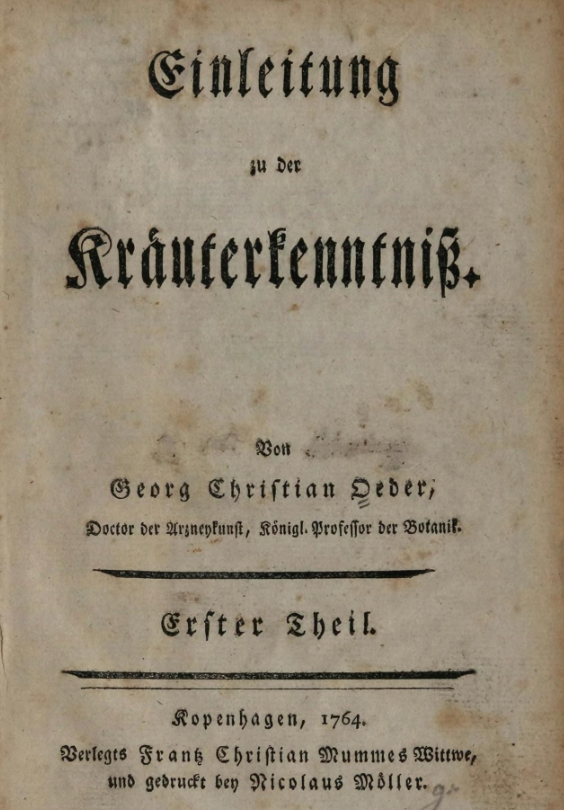 Einleitung
zu der
Kräuterkenntniß.
Von
Georg Christian Oeder,
Doctor der Arzneykunst, Königl. Professor der Botanik.
Erster Theil.
Kopenhagen, 1764.
Verlegts Frantz Christian Mummes Wittwe,
und gedruckt bey Nicolaus Möller.